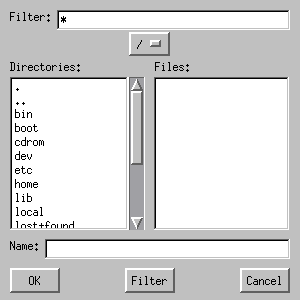 Filter: *
/
Directories: Files:
.
..
bin
boot
cdrom
dev
etc
home
lib
local
lost+found
Name:
OK Filter Cancel